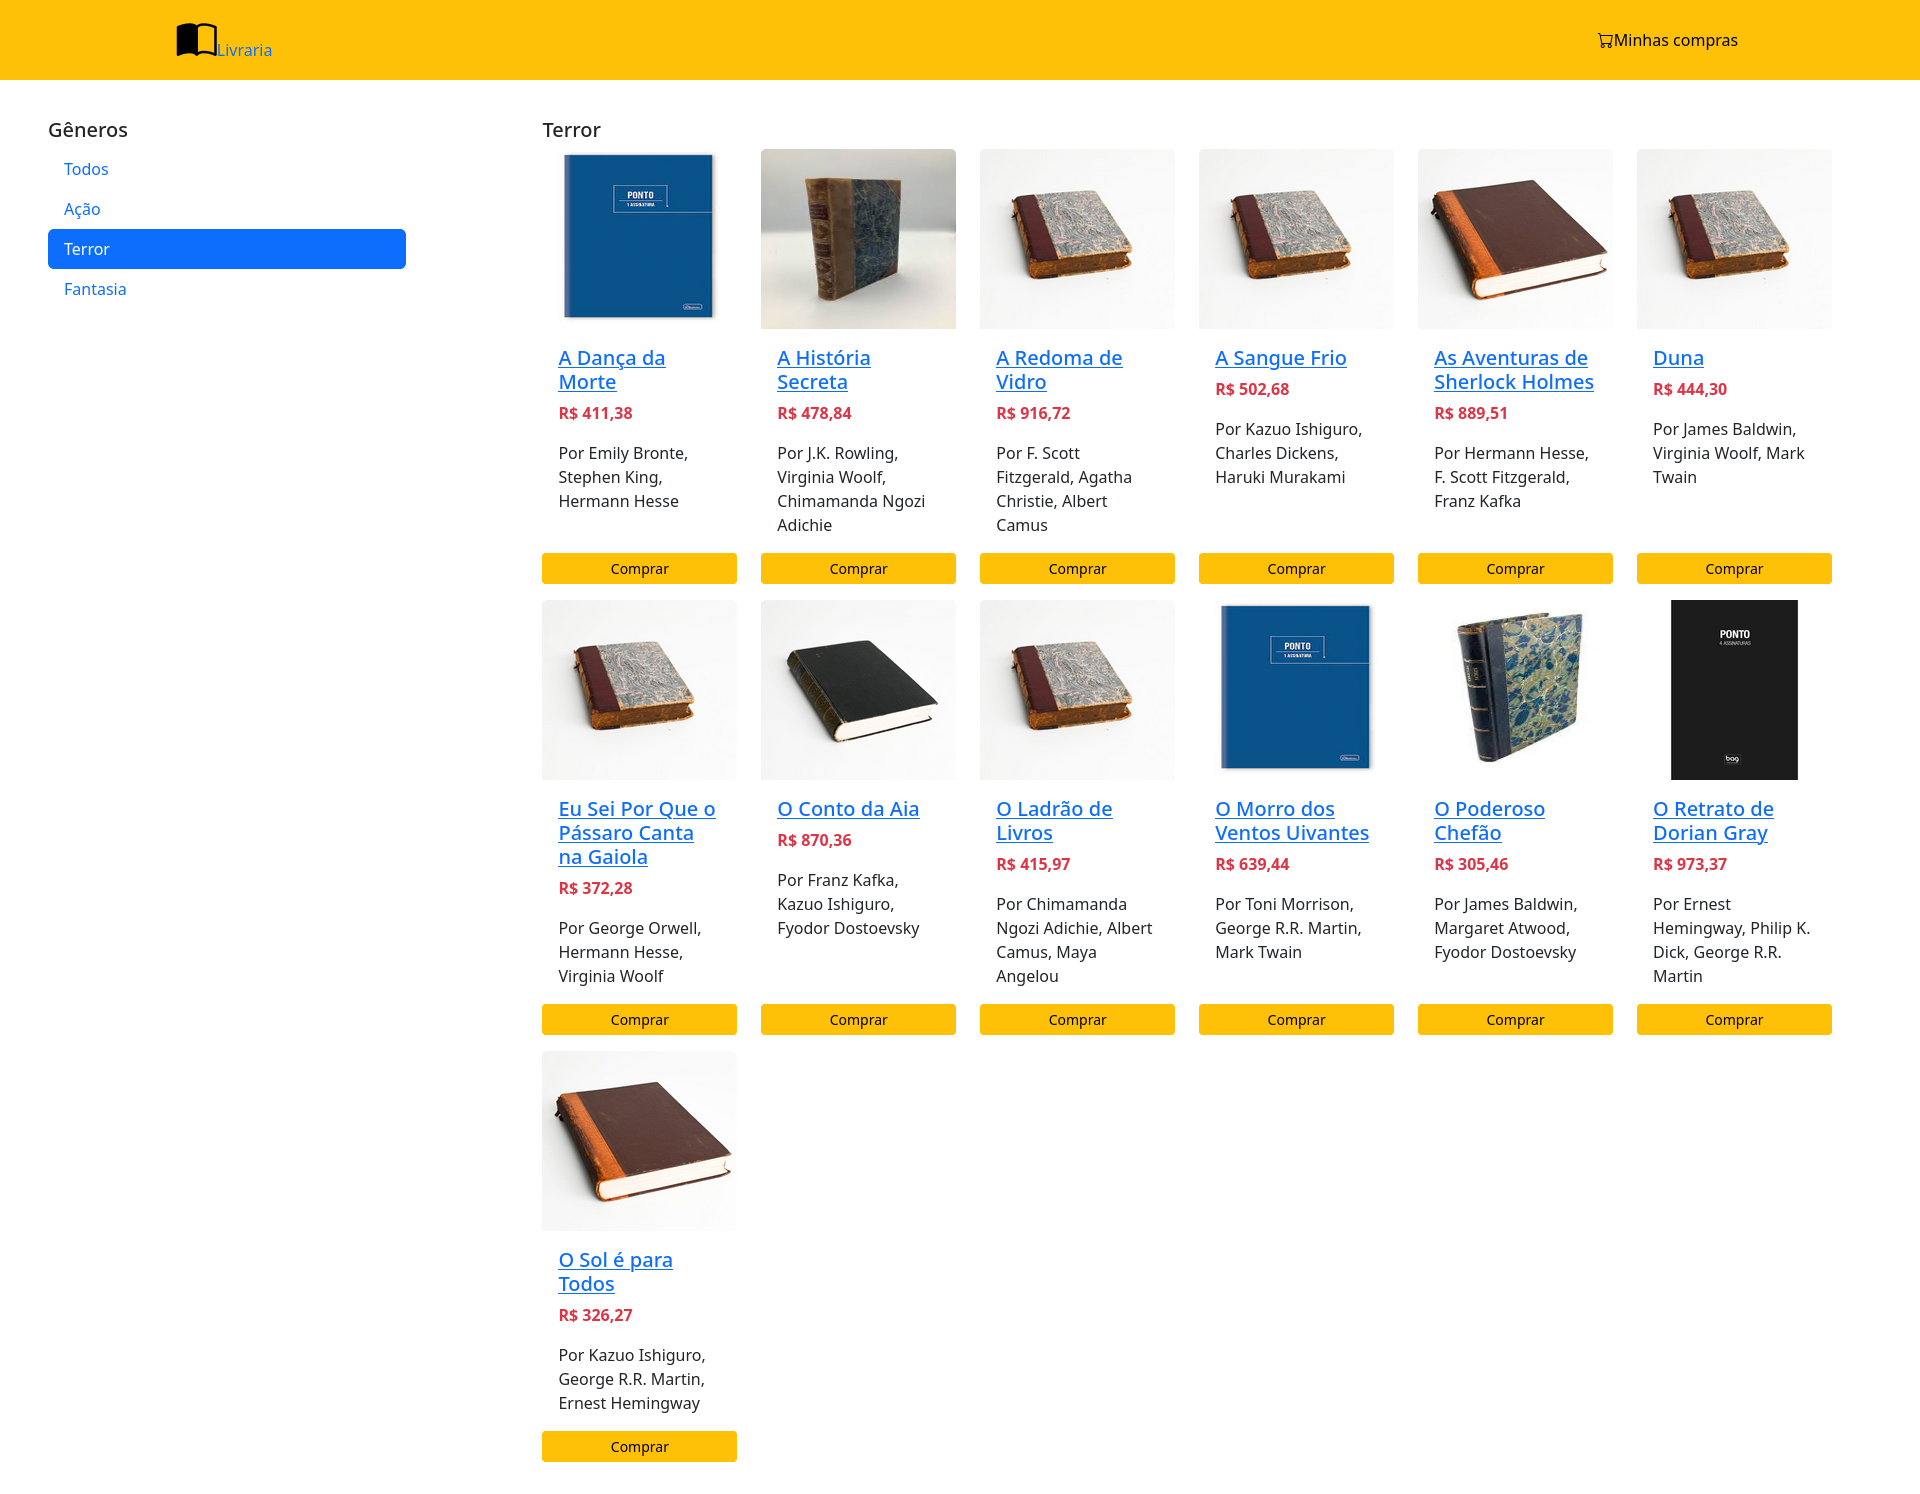 Livraria
Minhas compras
Gêneros
Todos
Ação
Terror
Fantasia
Terror
PONTO
1 ASSINATURA
A Dança da
Morte
R$ 411,38
Por Emily Bronte,
Stephen King,
Hermann Hesse
Comprar
A História
Secreta
R$ 478,84
Por J.K. Rowling,
Virginia Woolf,
Chimamanda Ngozi
Adichie
Comprar
A Redoma de
Vidro
R$ 916,72
Por F. Scott
Fitzgerald, Agatha
Christie, Albert
Camus
Comprar
A Sangue Frio
R$ 502,68
Por Kazuo Ishiguro,
Charles Dickens,
Haruki Murakami
Comprar
As Aventuras de
Sherlock Holmes
R$ 889,51
Por Hermann Hesse,
F. Scott Fitzgerald,
Franz Kafka
Comprar
Duna
R$ 444,30
Por James Baldwin,
Virginia Woolf, Mark
Twain
Comprar
Eu Sei Por Que o
Pássaro Canta
na Gaiola
R$ 372,28
Por George Orwell,
Hermann Hesse,
Virginia Woolf
Comprar
O Conto da Aia
R$ 870,36
Por Franz Kafka,
Kazuo Ishiguro,
Fyodor Dostoevsky
Comprar
O Ladrão de
Livros
R$ 415,97
Por Chimamanda
Ngozi Adichie, Albert
Camus, Maya
Angelou
Comprar
PONTO
1 ASSINATURA
O Morro dos
Ventos Uivantes
R$ 639,44
Por Toni Morrison,
George R.R. Martin,
Mark Twain
Comprar
O Poderoso
Chefão
R$ 305,46
Por James Baldwin,
Margaret Atwood,
Fyodor Dostoevsky
Comprar
PONTO
4 ASSINATURAS
bag
O Retrato de
Dorian Gray
R$ 973,37
Por Ernest
Hemingway, Philip K.
Dick, George R.R.
Martin
Comprar
O Sol é para
Todos
R$ 326,27
Por Kazuo Ishiguro,
George R.R. Martin,
Ernest Hemingway
Comprar